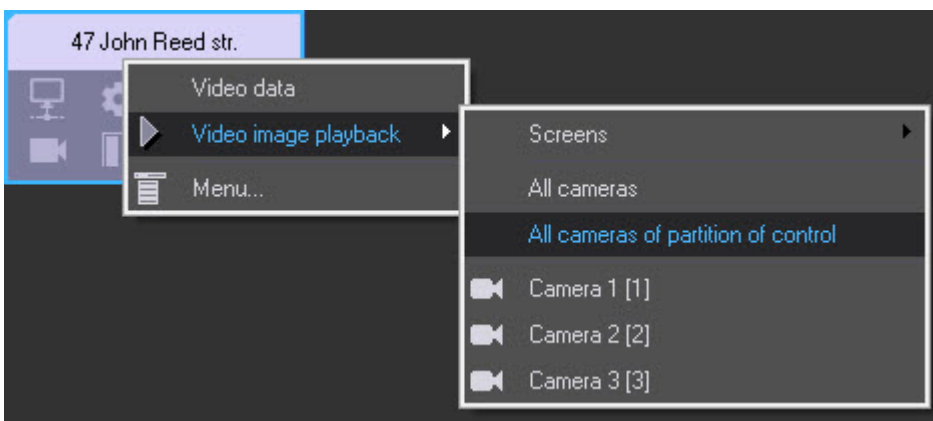 47 John Reed str.
Video data
Video image playback
Menu...
Screens
All cameras
All cameras of partition of control
Camera 1 [1]
Camera 2 [2]
Camera 3 [3]